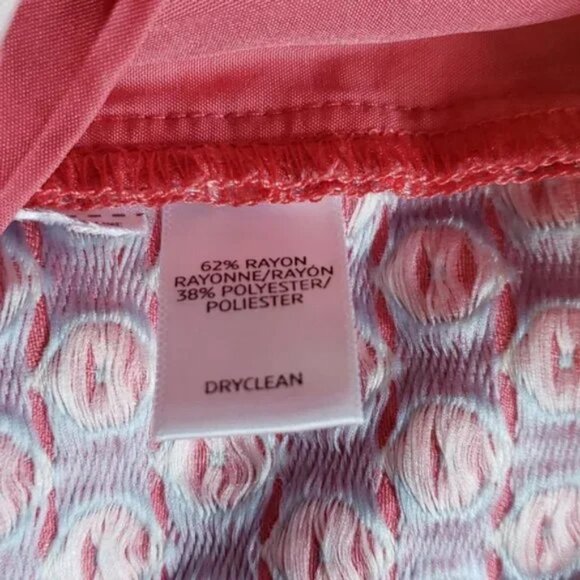 62% RAYON
RAYONNE/RAYÓN
38% POLYESTER/
POLIESTER
DRYCLEAN